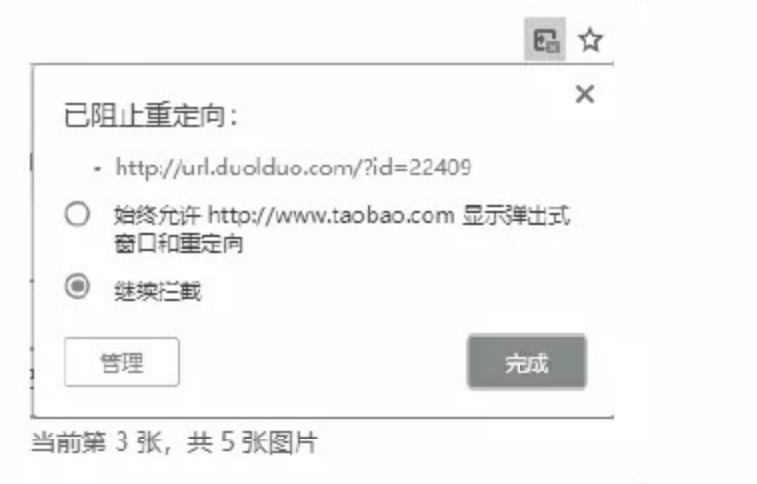 已阻止重定向：
- http://url.duolduo.com/?id=22409
始终允许 http://www.taobao.com 显示弹出式
窗口和重定向
继续拦截
管理
完成
当前第 3 张，共 5 张图片